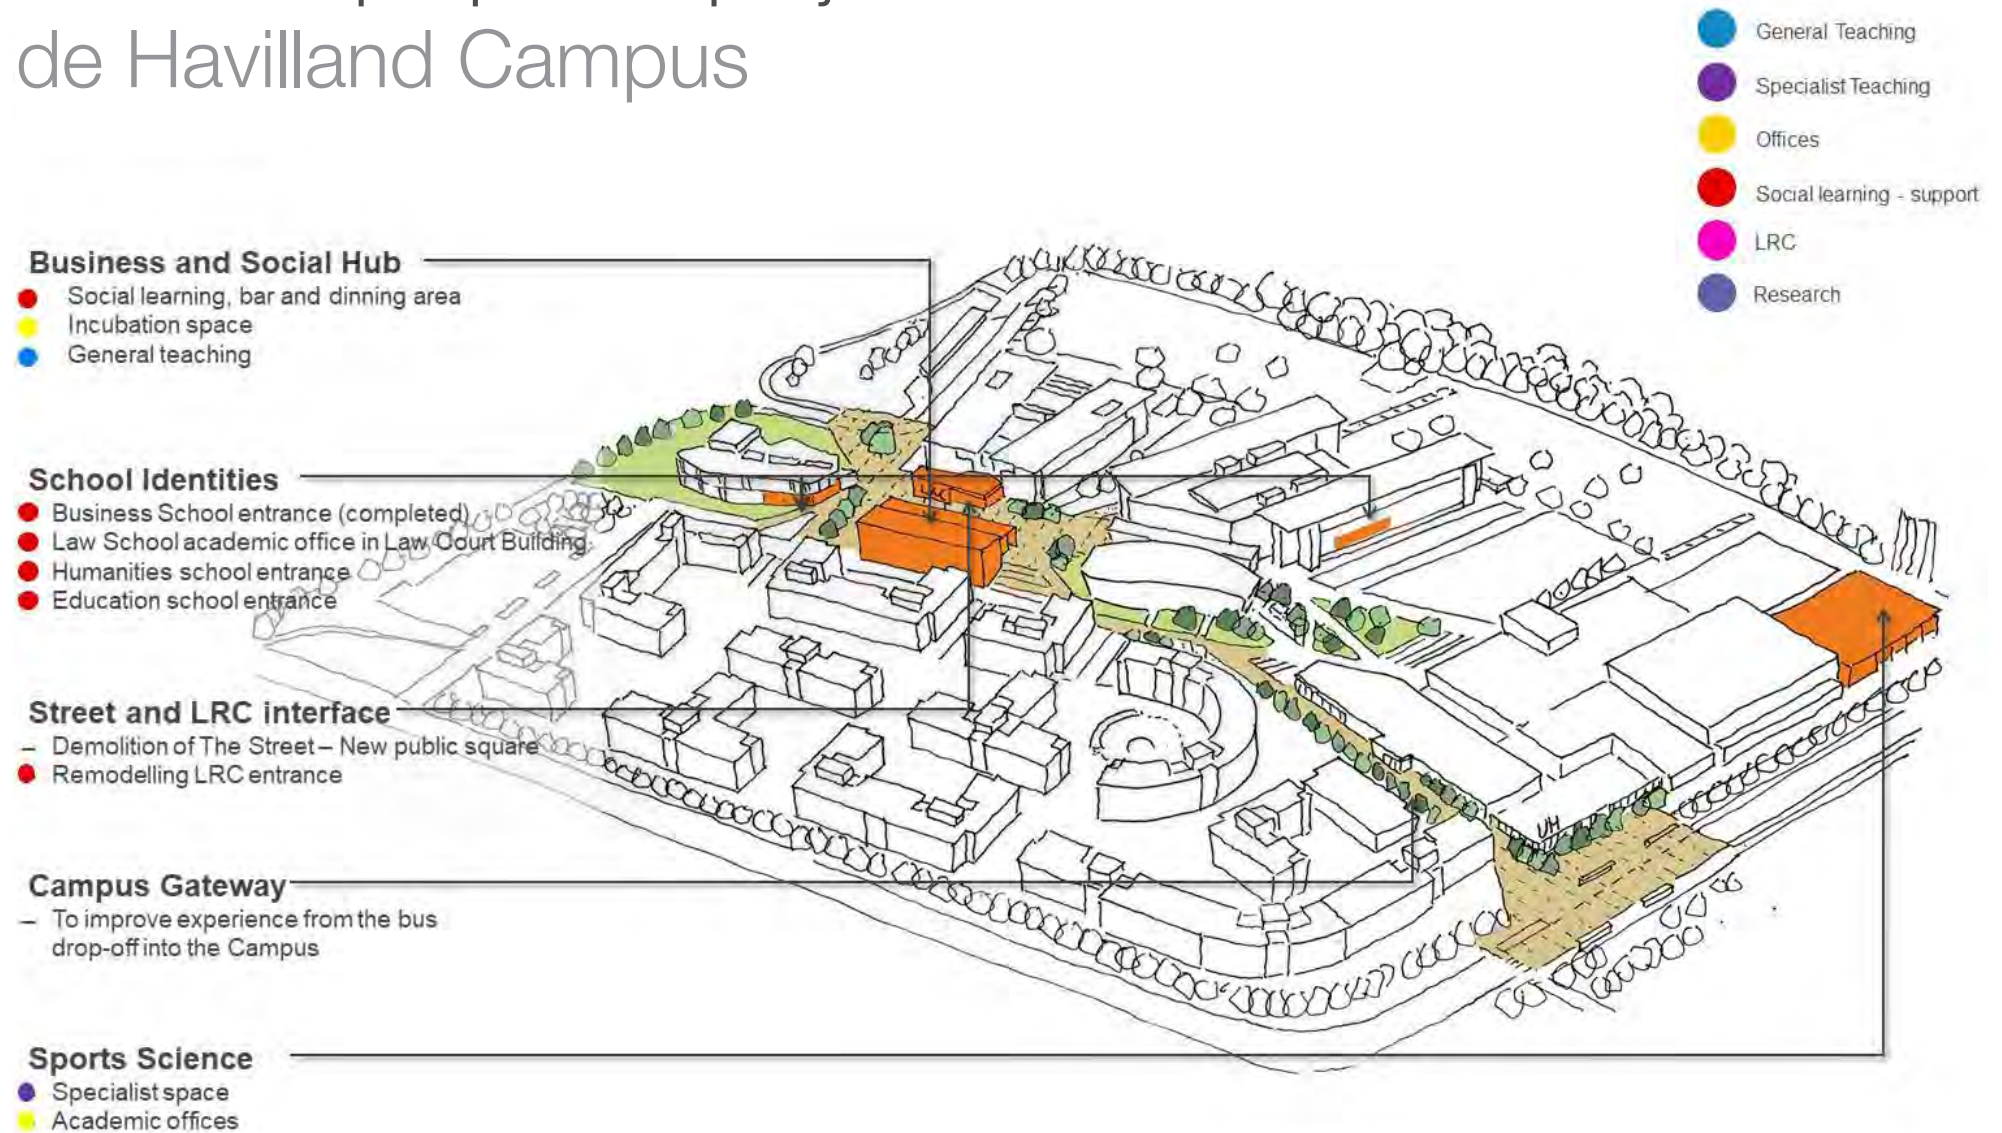 de Havilland Campus
General Teaching
Specialist Teaching
Offices
Social learning - support
LRC
Research
Business and Social Hub
Social learning, bar and dinning area
Incubation space
General teaching
School Identities
Business School entrance (completed)
Law School academic office in Law Court Building
Humanities school entrance
Education school entrance
Street and LRC interface
– Demolition of The Street – New public square
Remodelling LRC entrance
Campus Gateway
– To improve experience from the bus
drop-off into the Campus
Sports Science
Specialist space
Academic offices
UH